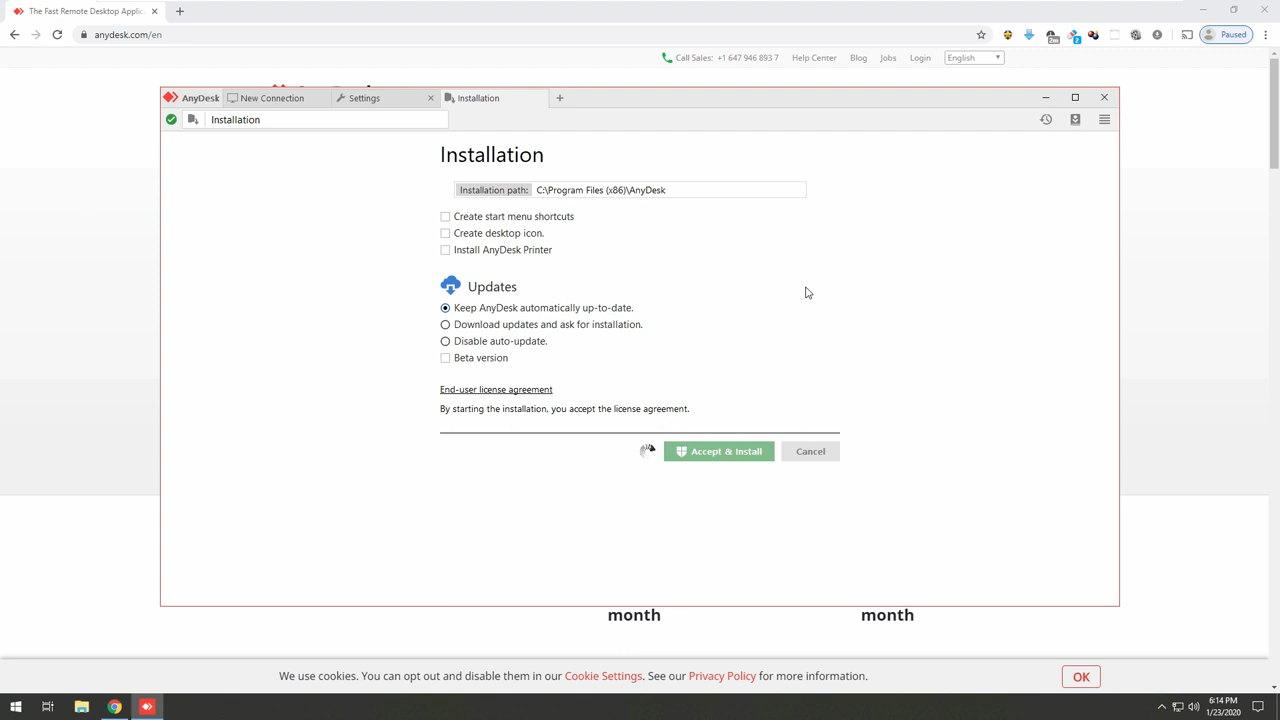 The Fast Remote Desktop Applic
anydesk.com/en
2m
2
Paused
Call Sales: +1 647 946 893 7
Help Center
Blog
Jobs
Login
English
AnyDesk
New Connection
Settings
Installation
Installation
Installation
Installation path:
C:\Program Files (x86)\AnyDesk
Create start menu shortcuts
Create desktop icon.
Install AnyDesk Printer
Updates
Keep AnyDesk automatically up-to-date.
Download updates and ask for installation.
Disable auto-update.
Beta version
End-user license agreement
By starting the installation, you accept the license agreement.
Accept & Install
Cancel
month
month
We use cookies. You can opt out and disable them in our Cookie Settings. See our Privacy Policy for more information.
OK
6:14 PM
1/23/2020